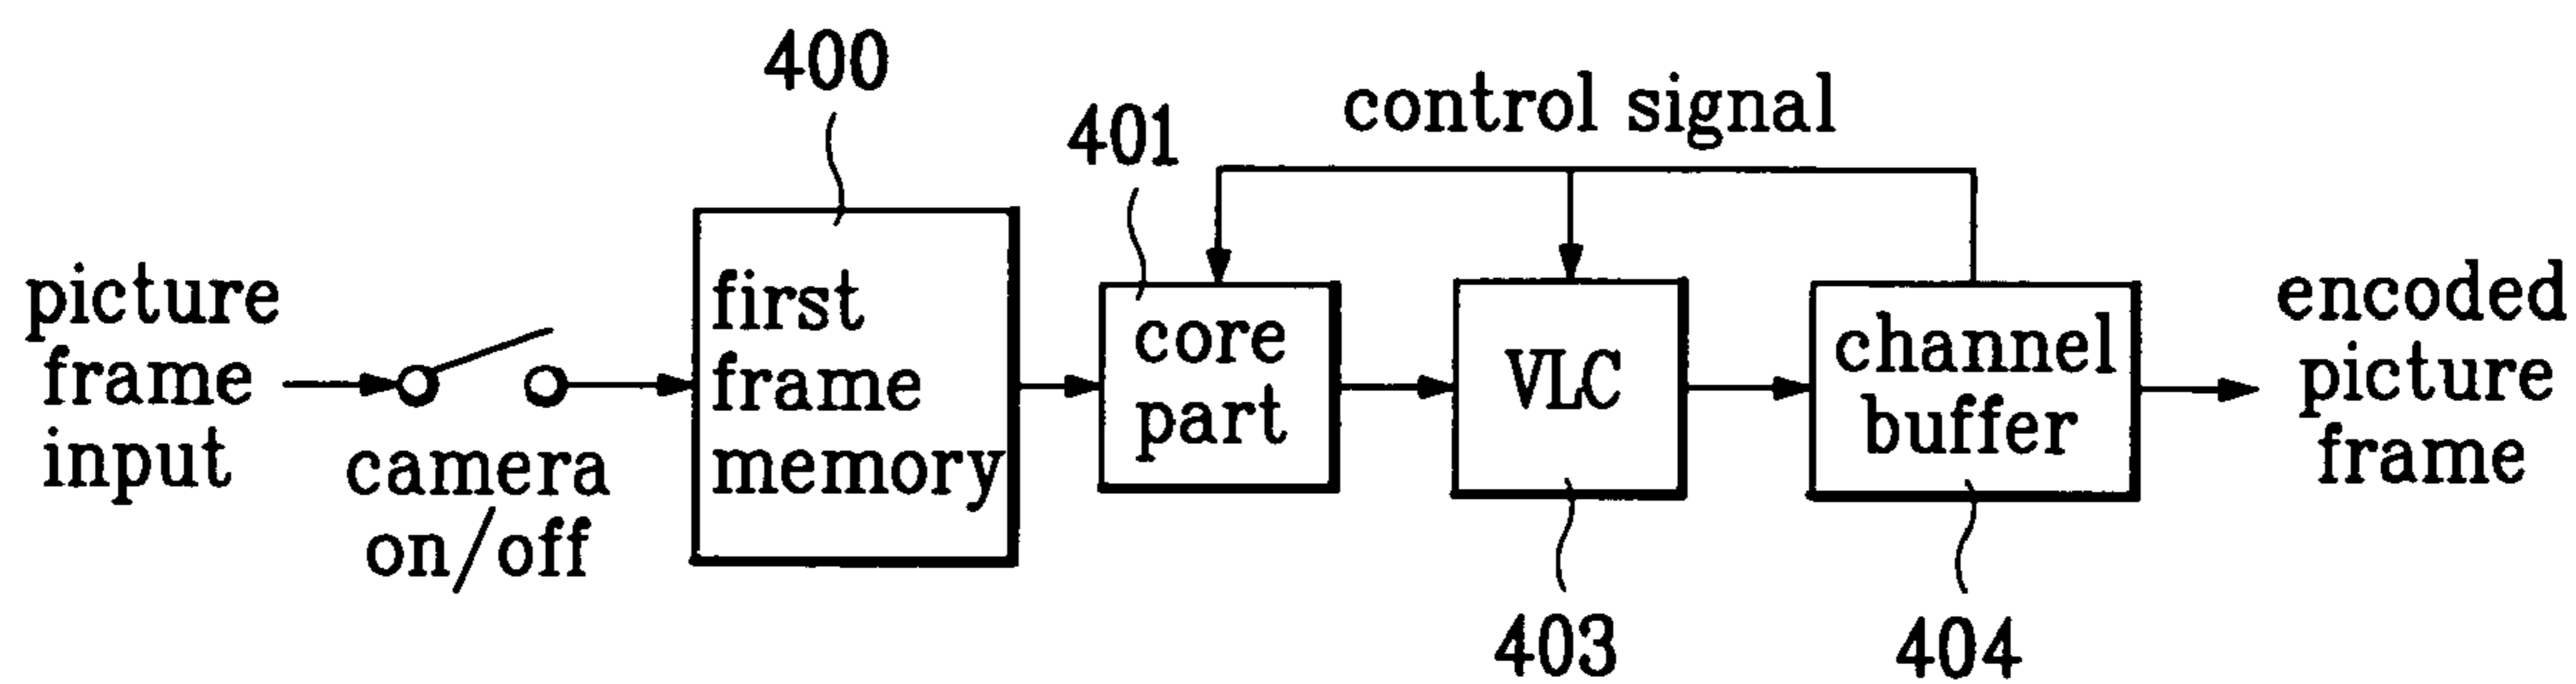 400
401
control signal
picture
frame
input
camera
on/off
first
frame
memory
core
part
VLC
channel
buffer
encoded
picture
frame
403
404